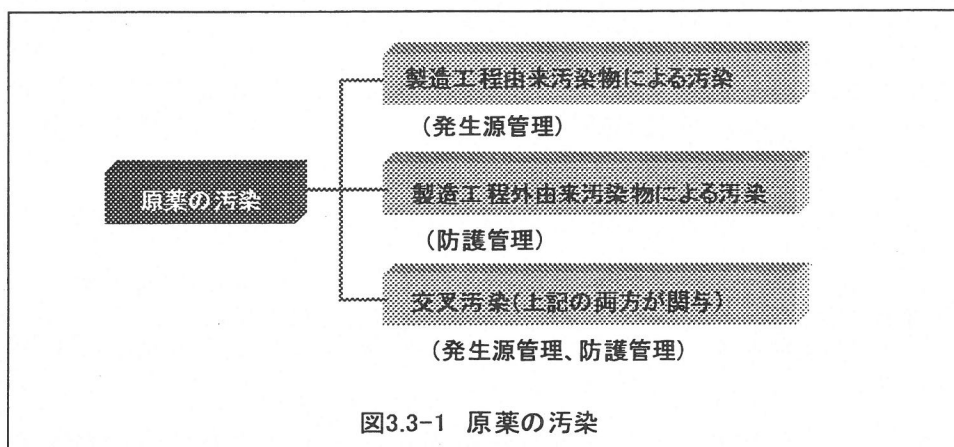 製造工程由来汚染物による汚染
(発生源管理)
原薬の汚染
製造工程外由来汚染物による汚染
(防護管理)
交叉汚染(上記の両方が関与)
(発生源管理、防護管理)
図3.3-1 原薬の汚染